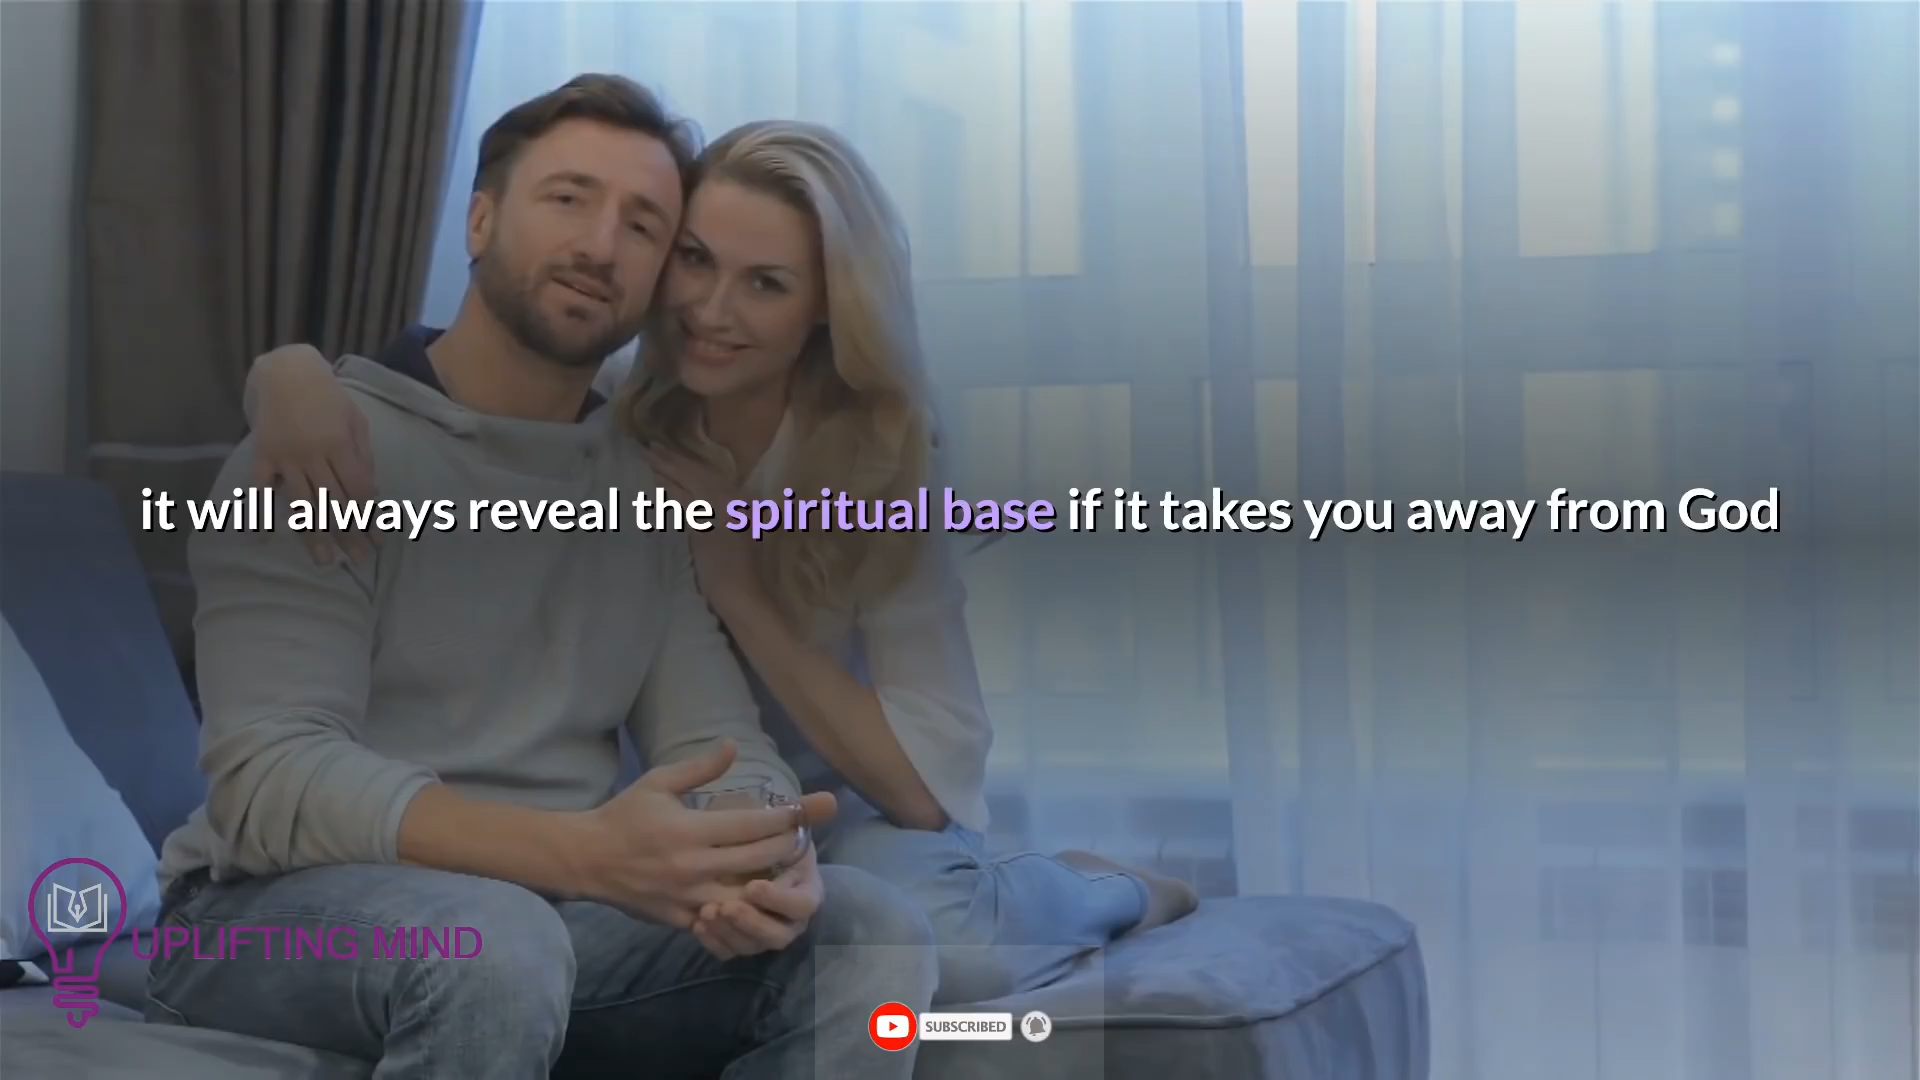 it will always reveal the spiritual base if it takes you away from God
UPLIFTING MIND
SUBSCRIBED